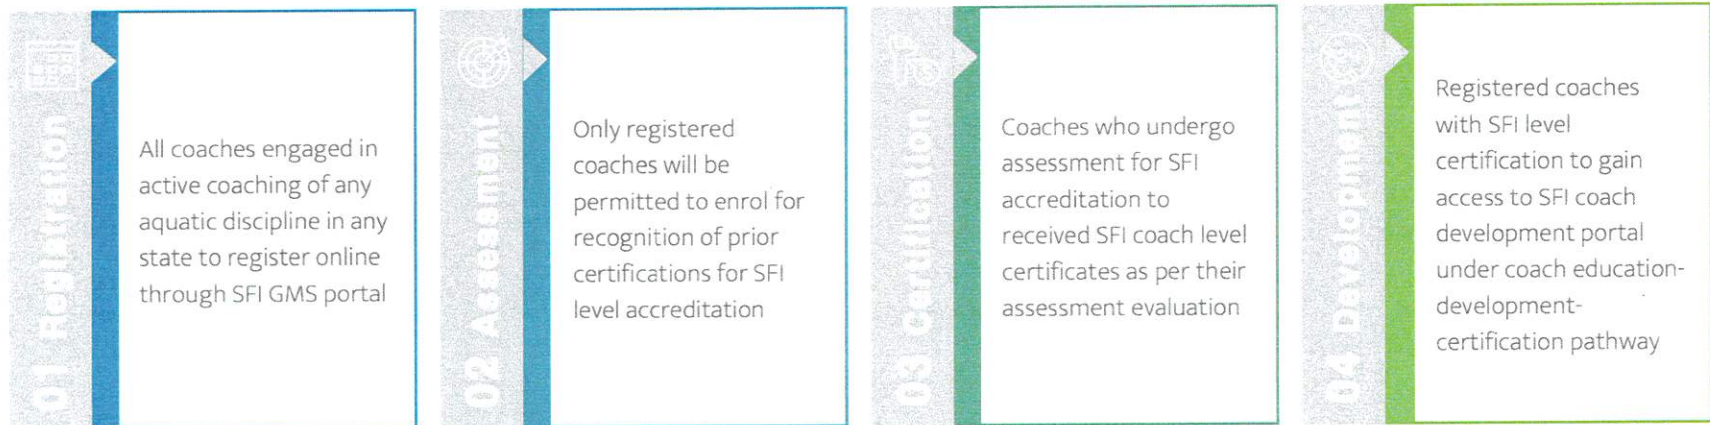 01 Registration
All coaches engaged in
active coaching of any
aquatic discipline in any
state to register online
through SFI GMS portal
02 Assessment
Only registered
coaches will be
permitted to enrol for
recognition of prior
certifications for SFI
level accreditation
03 Certification
Coaches who undergo
assessment for SFI
accreditation to
received SFI coach level
certificates as per their
assessment evaluation
04 Development
Registered coaches
with SFI level
certification to gain
access to SFI coach
development portal
under coach education-
development-
certification pathway